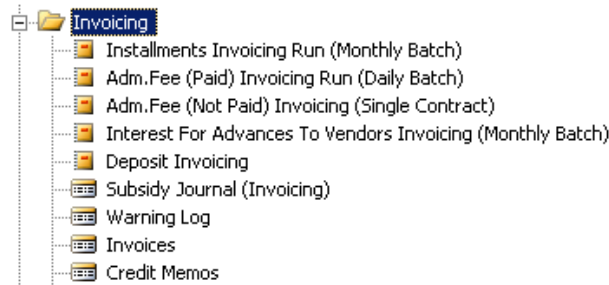 Invoicing
Installments Invoicing Run (Monthly Batch)
Adm.Fee (Paid) Invoicing Run (Daily Batch)
Adm.Fee (Not Paid) Invoicing (Single Contract)
Interest For Advances To Vendors Invoicing (Monthly Batch)
Deposit Invoicing
Subsidy Journal (Invoicing)
Warning Log
Invoices
Credit Memos